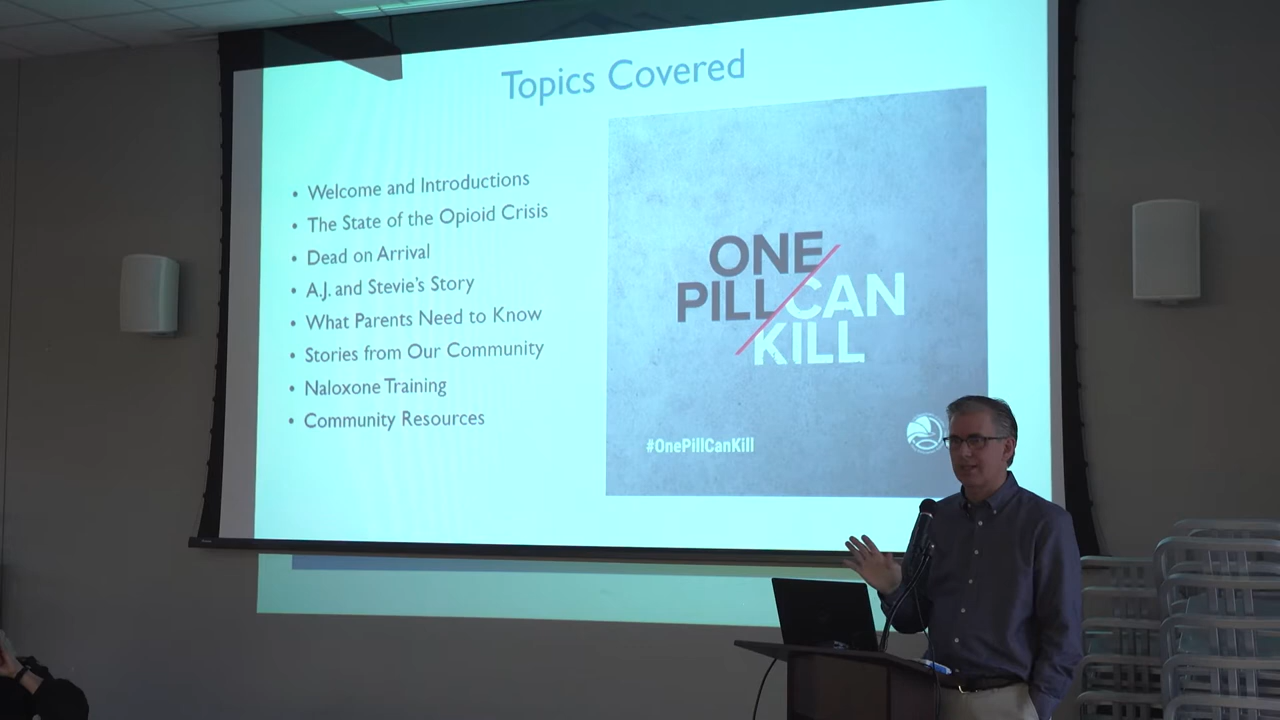 Topics Covered
• Welcome and Introductions
• The State of the Opioid Crisis
• Dead on Arrival
• A.J. and Stevie's Story
• What Parents Need to Know
• Stories from Our Community
• Naloxone Training
• Community Resources
ONE
PILL/CAN
KILL
#OnePillCanKill